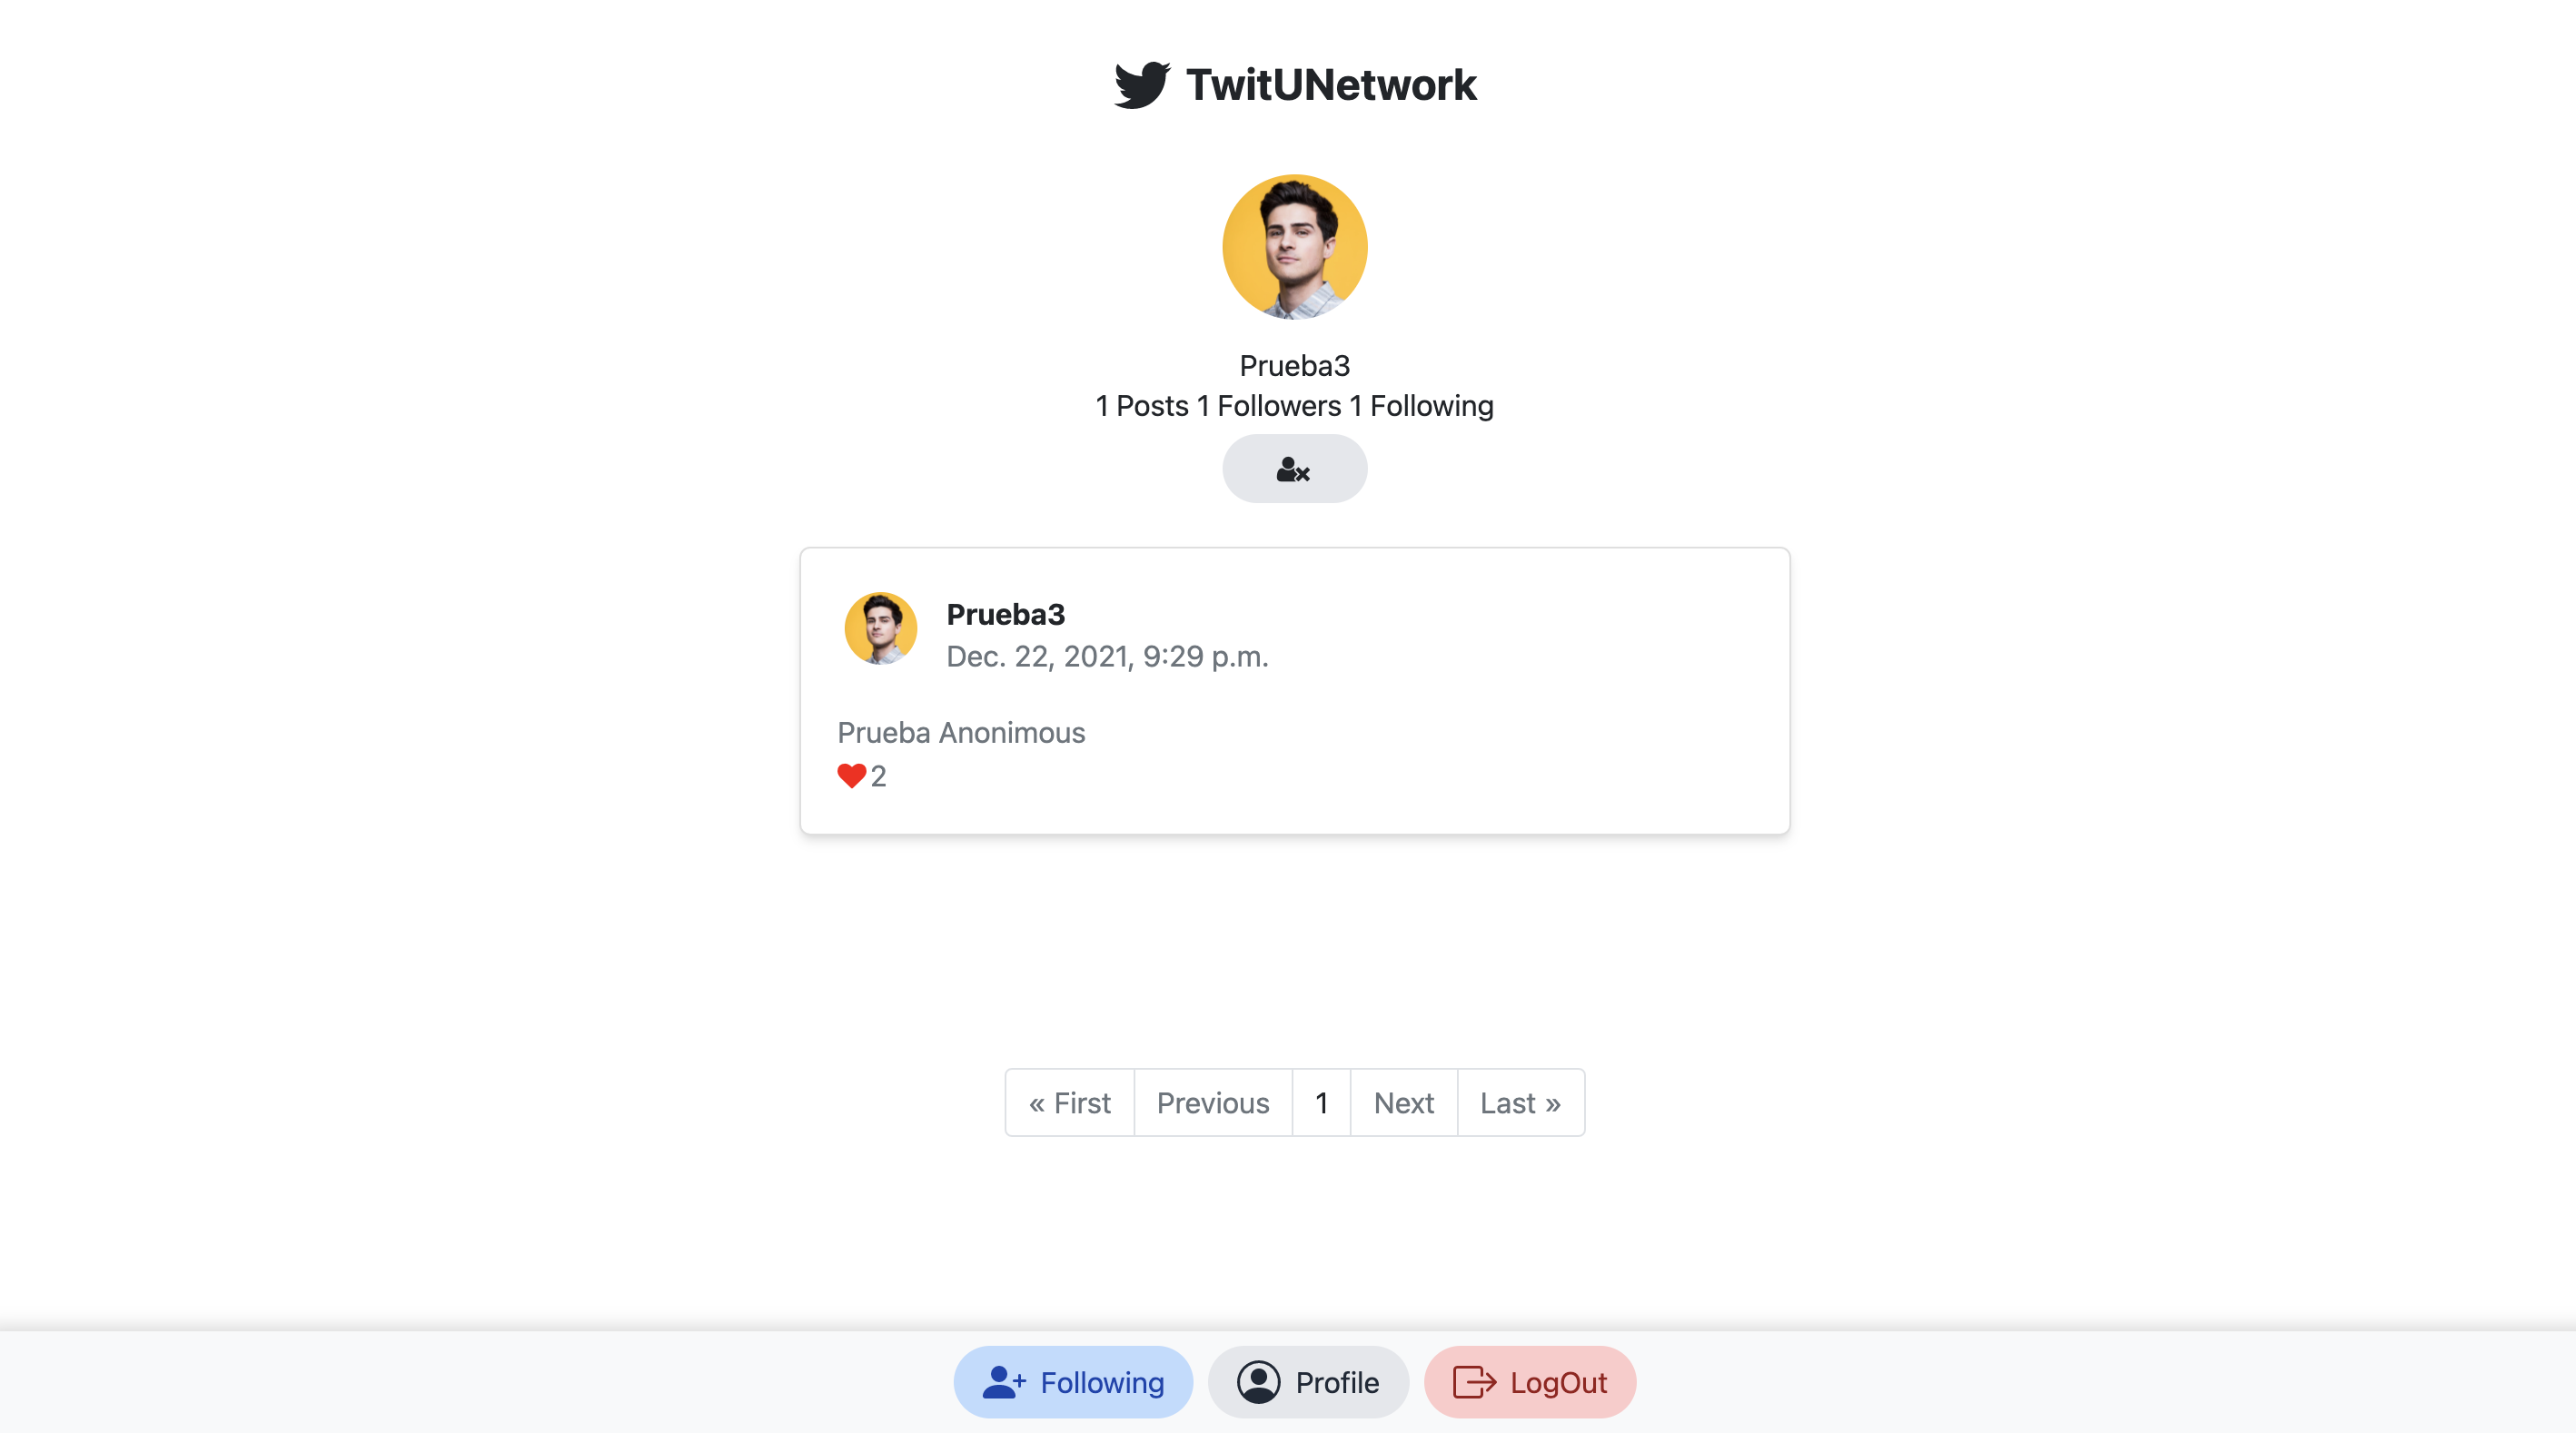 TwitUNetwork
Prueba3
1 Posts 1 Followers 1 Following
Prueba3
Dec. 22, 2021, 9:29 p.m.
Prueba Anonimous
2
« First Previous 1 Next Last »
Following Profile LogOut